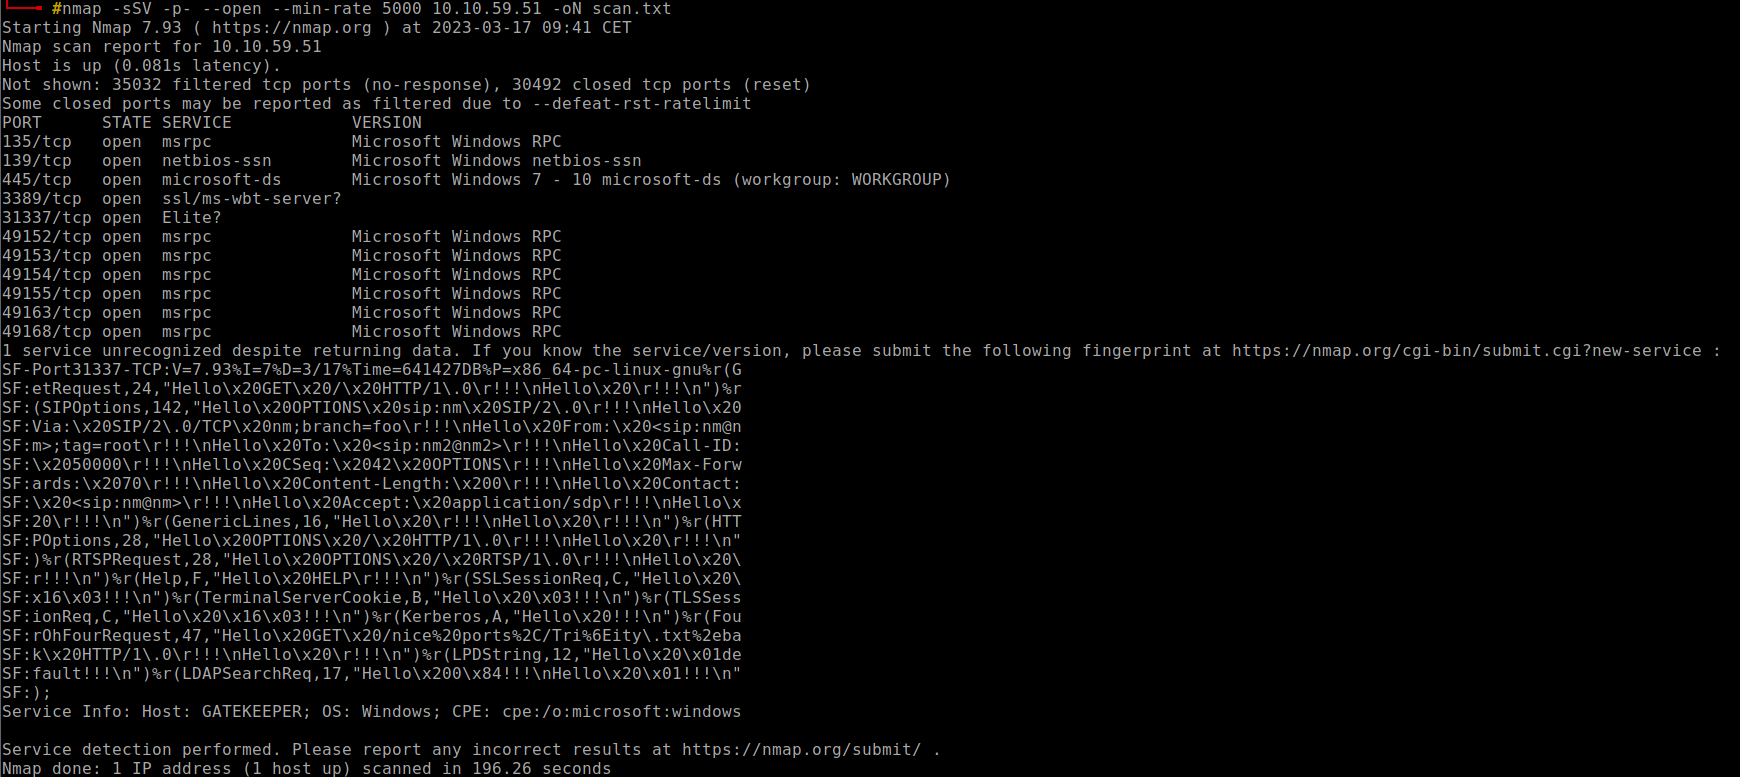 #nmap -sSV -p- --open --min-rate 5000 10.10.59.51 -oN scan.txt
Starting Nmap 7.93 ( https://nmap.org ) at 2023-03-17 09:41 CET
Nmap scan report for 10.10.59.51
Host is up (0.081s latency).
Not shown: 35032 filtered tcp ports (no-response), 30492 closed tcp ports (reset)
Some closed ports may be reported as filtered due to --defeat-rst-ratelimit
PORT      STATE SERVICE            VERSION
135/tcp   open  msrpc              Microsoft Windows RPC
139/tcp   open  netbios-ssn        Microsoft Windows netbios-ssn
445/tcp   open  microsoft-ds       Microsoft Windows 7 - 10 microsoft-ds (workgroup: WORKGROUP)
3389/tcp  open  ssl/ms-wbt-server?
31337/tcp open  Elite?
49152/tcp open  msrpc              Microsoft Windows RPC
49153/tcp open  msrpc              Microsoft Windows RPC
49154/tcp open  msrpc              Microsoft Windows RPC
49155/tcp open  msrpc              Microsoft Windows RPC
49163/tcp open  msrpc              Microsoft Windows RPC
49168/tcp open  msrpc              Microsoft Windows RPC
1 service unrecognized despite returning data. If you know the service/version, please submit the following fingerprint at https://nmap.org/cgi-bin/submit.cgi?new-service :
SF-Port31337-TCP:V=7.93%I=7%D=3/17%Time=641427DB%P=x86_64-pc-linux-gnu%r(G
SF:etRequest,24,"Hello\x20GET\x20/\x20HTTP/1\.0\r!!!\nHello\x20\r!!!\n")%r
SF:(SIPOptions,142,"Hello\x20OPTIONS\x20sip:nm\x20SIP/2\.0\r!!!\nHello\x20
SF:Via:\x20SIP/2\.0/TCP\x20nm;branch=foo\r!!!\nHello\x20From:\x20<sip:nm@n
SF:m>;tag=root\r!!!\nHello\x20To:\x20<sip:nm2@nm2>\r!!!\nHello\x20Call-ID:
SF:\x2050000\r!!!\nHello\x20CSeq:\x2042\x20OPTIONS\r!!!\nHello\x20Max-Forw
SF:ards:\x2070\r!!!\nHello\x20Content-Length:\x200\r!!!\nHello\x20Contact:
SF:\x20<sip:nm@nm>\r!!!\nHello\x20Accept:\x20application/sdp\r!!!\nHello\x
SF:20\r!!!\n")%r(GenericLines,16,"Hello\x20\r!!!\nHello\x20\r!!!\n")%r(HTT
SF:POptions,28,"Hello\x20OPTIONS\x20/\x20HTTP/1\.0\r!!!\nHello\x20\r!!!\n"
SF:)%r(RTSPRequest,28,"Hello\x20OPTIONS\x20/\x20RTSP/1\.0\r!!!\nHello\x20\
SF:r!!!\n")%r(Help,F,"Hello\x20HELP\r!!!\n")%r(SSLSessionReq,C,"Hello\x20\
SF:x16\x03!!!\n")%r(TerminalServerCookie,B,"Hello\x20\x03!!!\n")%r(TLSSess
SF:ionReq,C,"Hello\x20\x16\x03!!!\n")%r(Kerberos,A,"Hello\x20!!!\n")%r(Fou
SF:rOhFourRequest,47,"Hello\x20GET\x20/nice%20ports%2C/Tri%6Eity\.txt%2eba
SF:k\x20HTTP/1\.0\r!!!\nHello\x20\r!!!\n")%r(LPDString,12,"Hello\x20\x01de
SF:fault!!!\n")%r(LDAPSearchReq,17,"Hello\x200\x84!!!\nHello\x20\x01!!!\n"
SF:);
Service Info: Host: GATEKEEPER; OS: Windows; CPE: cpe:/o:microsoft:windows
Service detection performed. Please report any incorrect results at https://nmap.org/submit/ .
Nmap done: 1 IP address (1 host up) scanned in 196.26 seconds